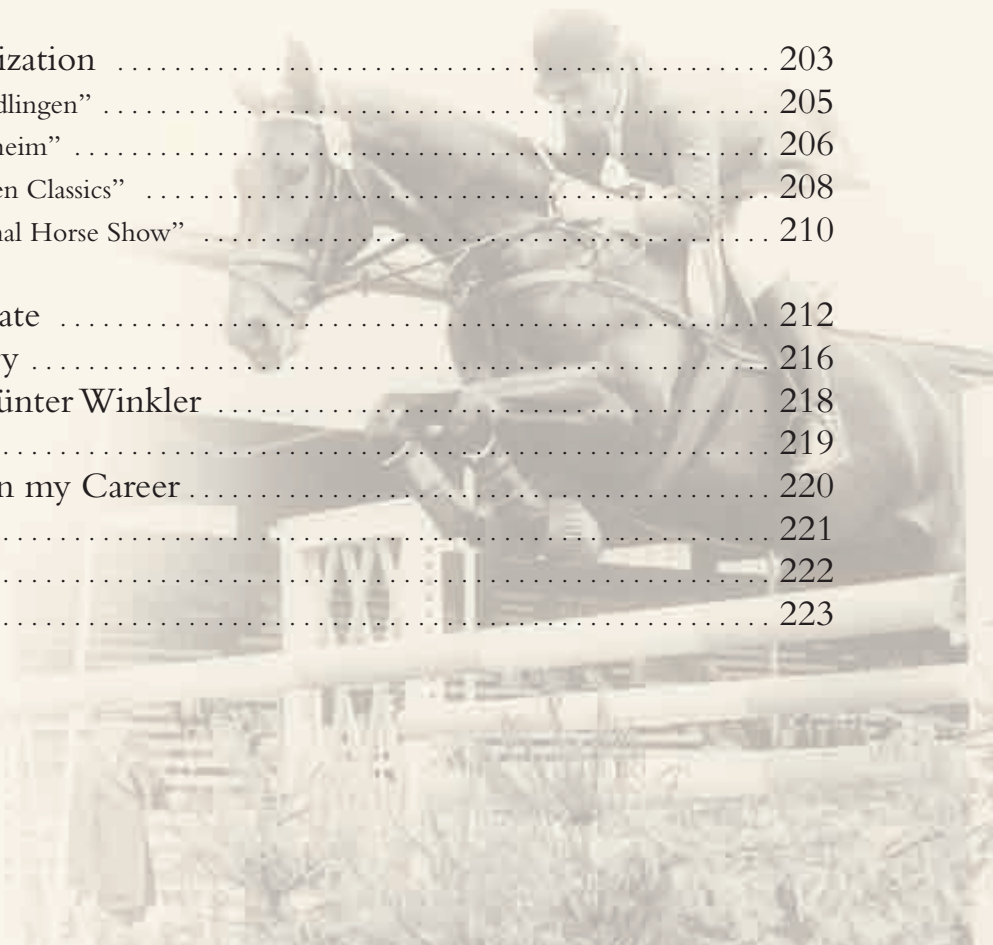 ization . . . . . . . . . . . . . . . . . . . . . . . . . . . . . . . . . . . . . . . . . . . . . . 203
dlingen” . . . . . . . . . . . . . . . . . . . . . . . . . . . . . . . . . . . . . . . . . . . . . . . 205
heim” . . . . . . . . . . . . . . . . . . . . . . . . . . . . . . . . . . . . . . . . . . . . . . . . . 206
en Classics” . . . . . . . . . . . . . . . . . . . . . . . . . . . . . . . . . . . . . . . . . . . . 208
nal Horse Show” . . . . . . . . . . . . . . . . . . . . . . . . . . . . . . . . . . . . . . . . 210
ate . . . . . . . . . . . . . . . . . . . . . . . . . . . . . . . . . . . . . . . . . . . . . . . . . . 212
y . . . . . . . . . . . . . . . . . . . . . . . . . . . . . . . . . . . . . . . . . . . . . . . . . . . . 216
ünter Winkler . . . . . . . . . . . . . . . . . . . . . . . . . . . . . . . . . . . . . . . 218
. . . . . . . . . . . . . . . . . . . . . . . . . . . . . . . . . . . . . . . . . . . . . . . . . . . . . . 219
n my Career . . . . . . . . . . . . . . . . . . . . . . . . . . . . . . . . . . . . . . . . . 220
. . . . . . . . . . . . . . . . . . . . . . . . . . . . . . . . . . . . . . . . . . . . . . . . . . . . . . 221
. . . . . . . . . . . . . . . . . . . . . . . . . . . . . . . . . . . . . . . . . . . . . . . . . . . . . . 222
. . . . . . . . . . . . . . . . . . . . . . . . . . . . . . . . . . . . . . . . . . . . . . . . . . . . . . 223